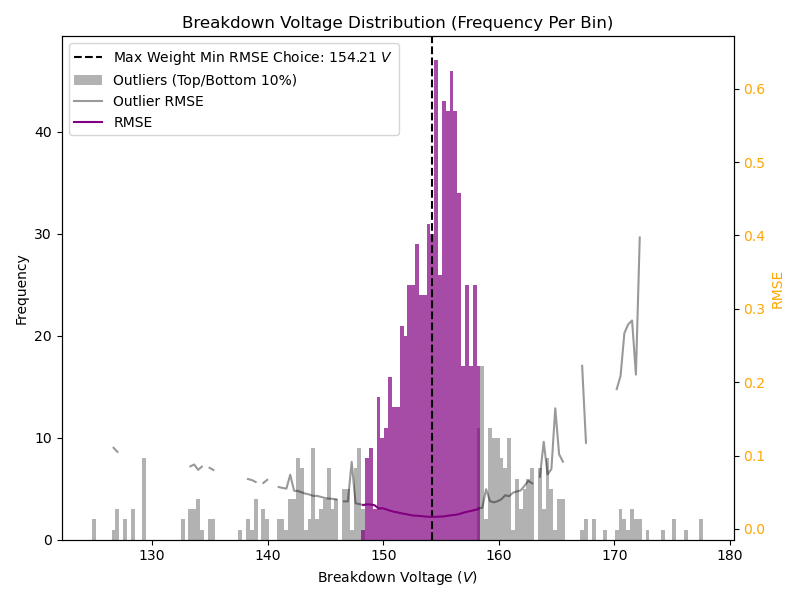 Breakdown Voltage Distribution (Frequency Per Bin)
Max Weight Min RMSE Choice: 154.21 V
Outliers (Top/Bottom 10%)
Outlier RMSE
RMSE
Frequency
40
30
20
10
0
0.6
0.5
0.4
0.3
0.2
0.1
0.0
RMSE
130 140 150 160 170 180
Breakdown Voltage (V)